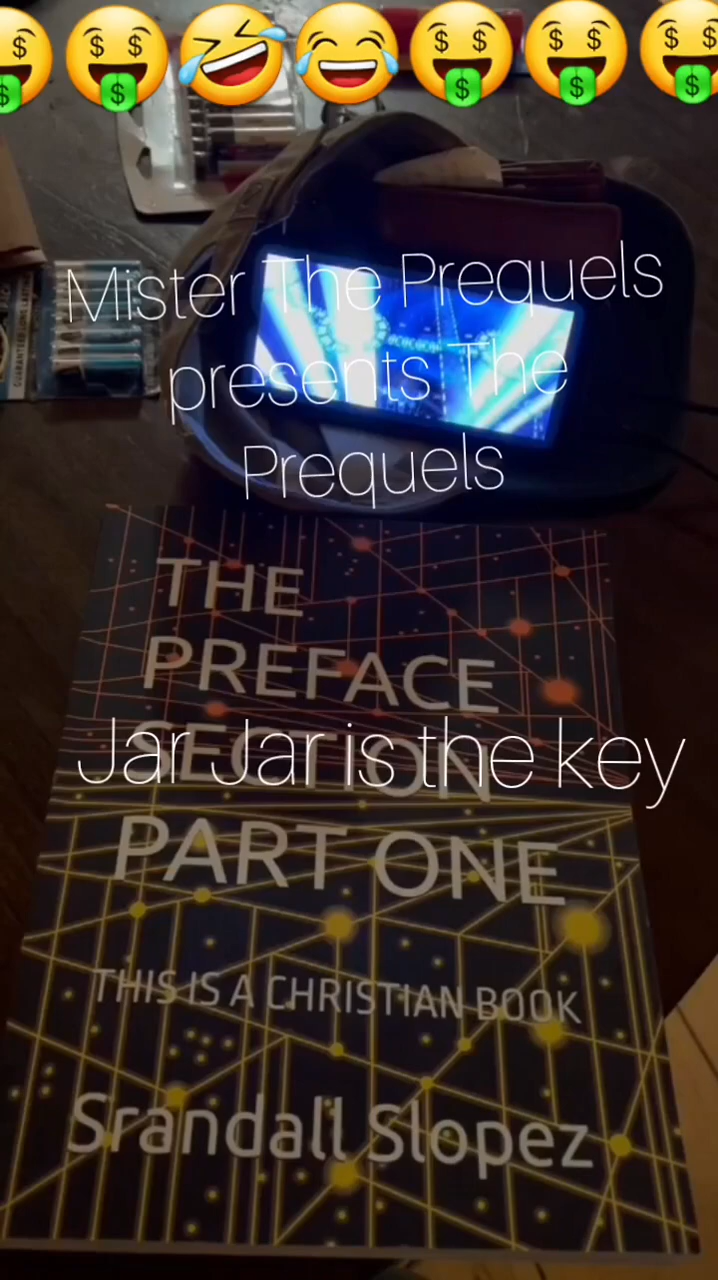 Mister The Prequels
presents The
Prequels
THE
PREFACE
SECTION
Jar Jar is the key
PART ONE
THIS IS A CHRISTIAN BOOK
Srandall Slopez